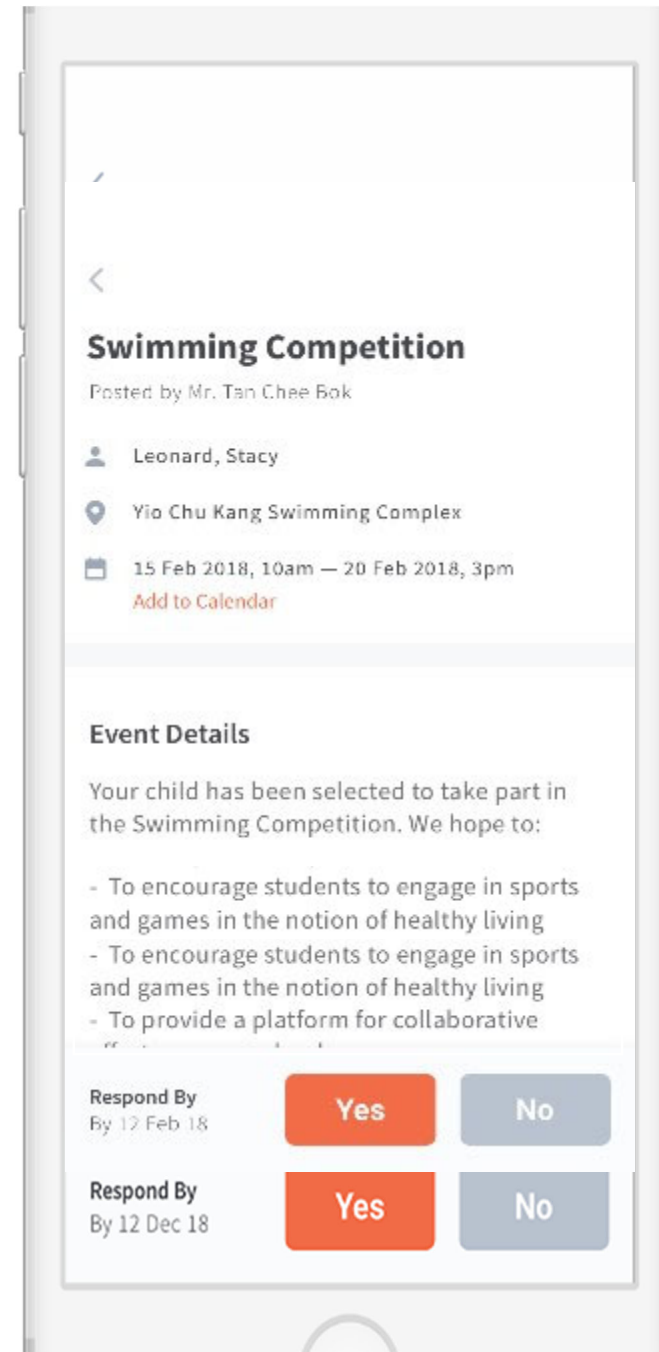 Swimming Competition
Posted by Mr. Tan Chee Bok
Leonard, Stacy
Yio Chu Kang Swimming Complex
15 Feb 2018, 10am — 20 Feb 2018, 3pm
Add to Calendar
Event Details
Your child has been selected to take part in
the Swimming Competition. We hope to:
- To encourage students to engage in sports
and games in the notion of healthy living
- To encourage students to engage in sports
and games in the notion of healthy living
- To provide a platform for collaborative
Respond By
By 12 Feb 18
Yes
No
Respond By
By 12 Dec 18
Yes
No